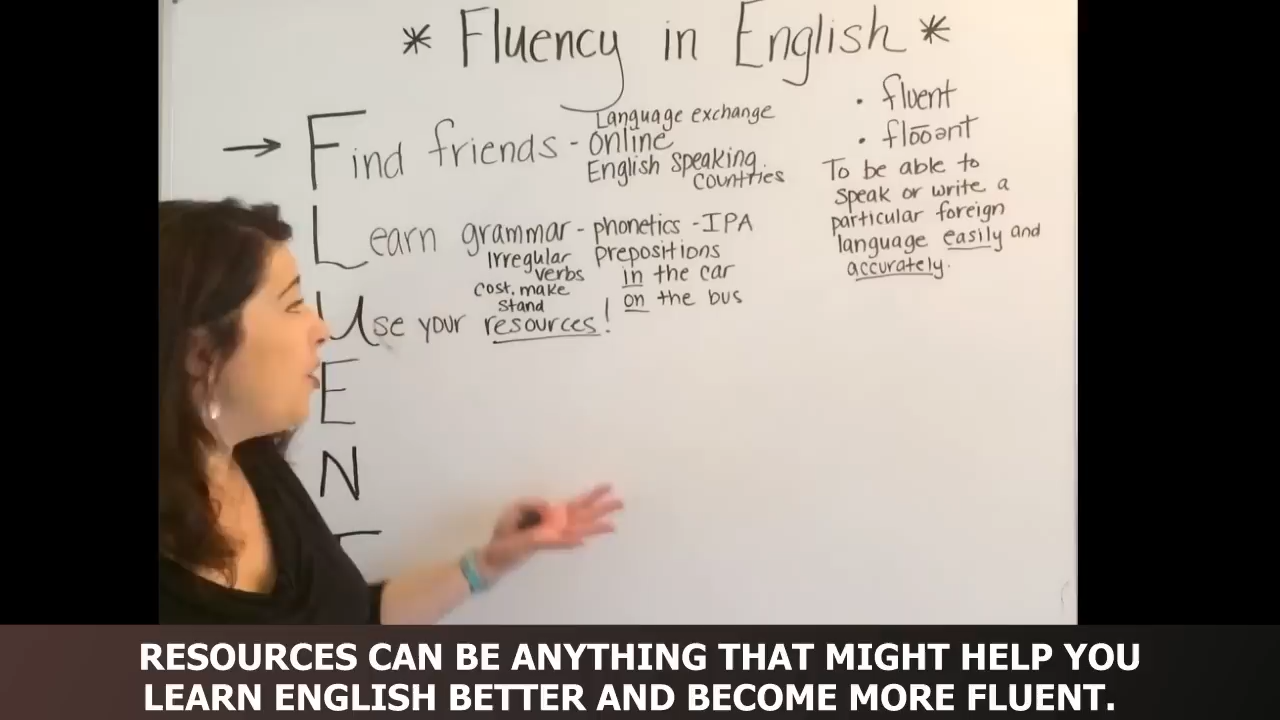 * Fluency in English *
→ Find friends - Language exchange
online
English speaking countries
Learn grammar - phonetics - IPA
Irregular verbs
cost, make
stand
prepositions
in the car
on the bus
Use your resources!
E
N
T
• fluent
• flōōənt
To be able to
speak or write a
particular foreign
language easily and
accurately.
RESOURCES CAN BE ANYTHING THAT MIGHT HELP YOU
LEARN ENGLISH BETTER AND BECOME MORE FLUENT.